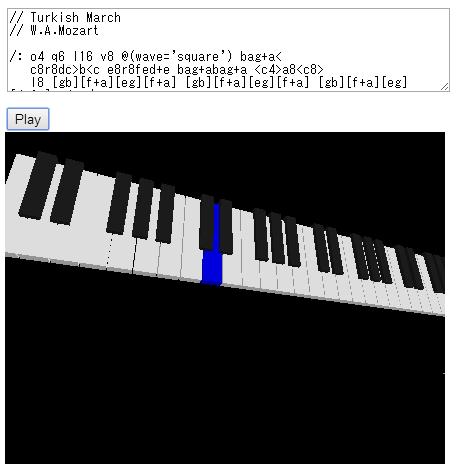 // Turkish March
// W.A.Mozart
/: o4 q6 l16 v8 @(wave='square') bag+a<
c8r8dc>b<c e8r8fed+e bag+abag+a <c4>a8<c8>
l8 [gb][f+a][eg][f+a] [gb][f+a][eg][f+a] [gb][f+a][eg]
Play